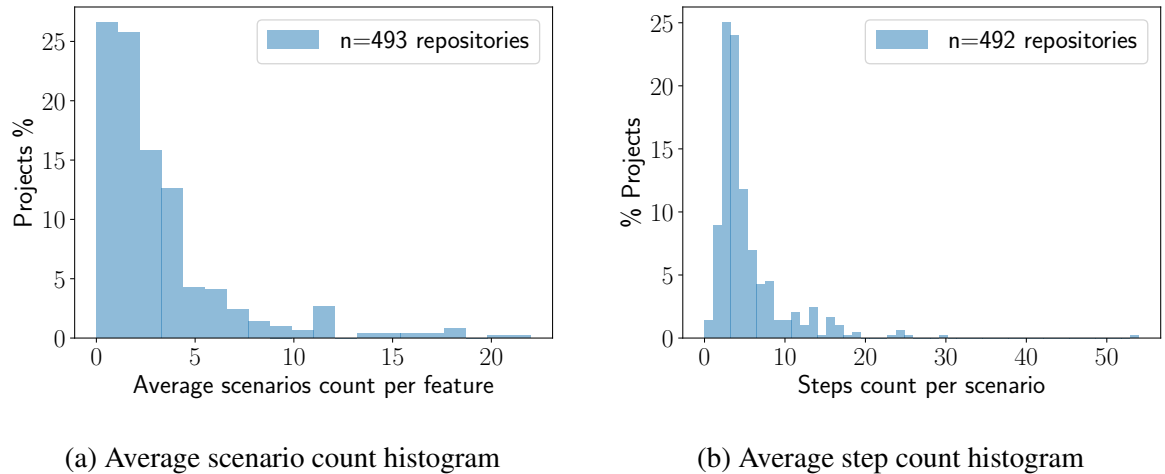 25
20
15
10
5
0
Projects %
n=493 repositories
0 5 10 15 20
Average scenarios count per feature
(a) Average scenario count histogram
25
20
15
10
5
0
% Projects
n=492 repositories
0 10 20 30 40 50
Steps count per scenario
(b) Average step count histogram